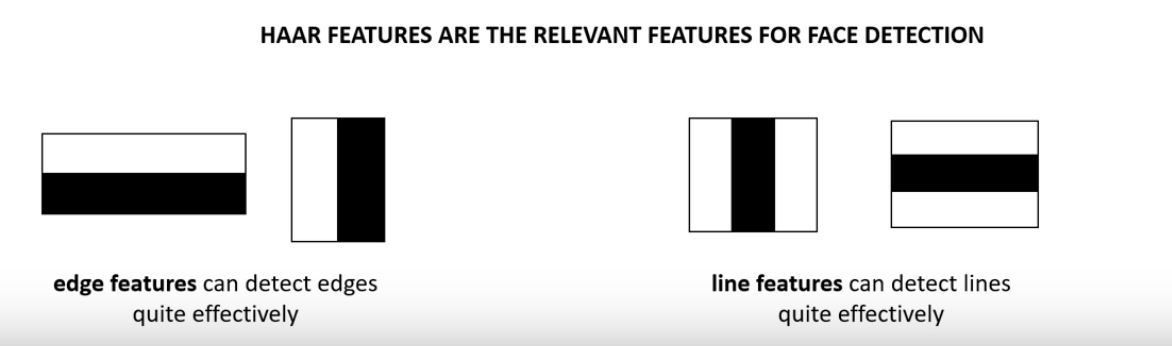 HAAR FEATURES ARE THE RELEVANT FEATURES FOR FACE DETECTION
edge features can detect edges
quite effectively
line features can detect lines
quite effectively